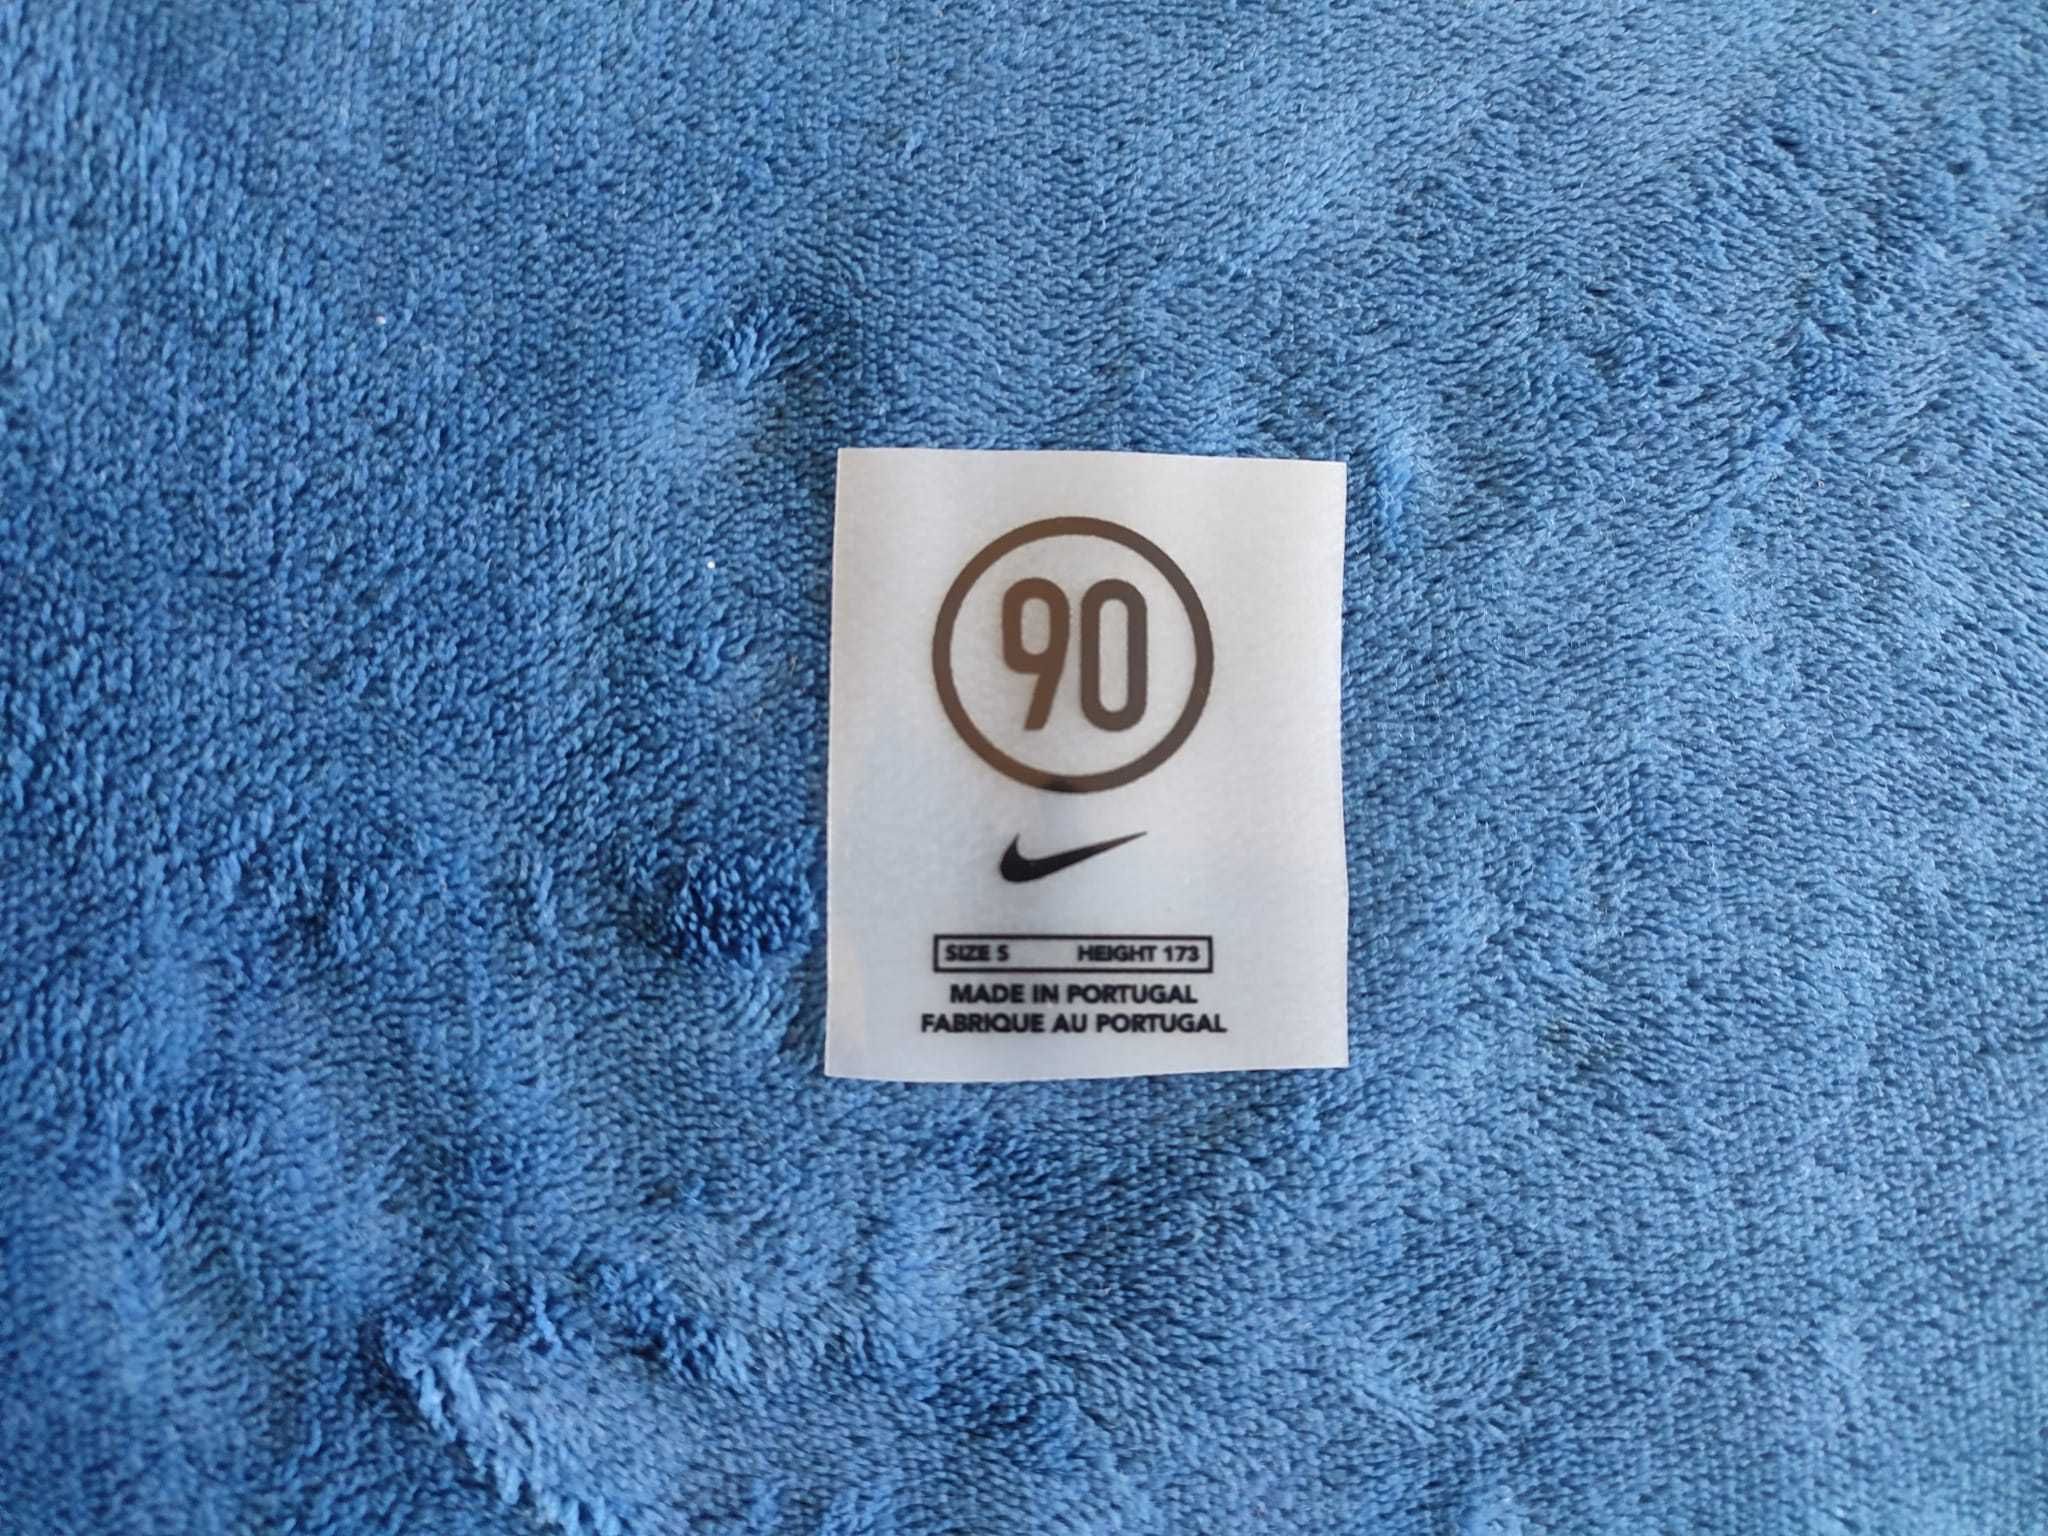 90
SIZE S HEIGHT 173
MADE IN PORTUGAL
FABRIQUE AU PORTUGAL